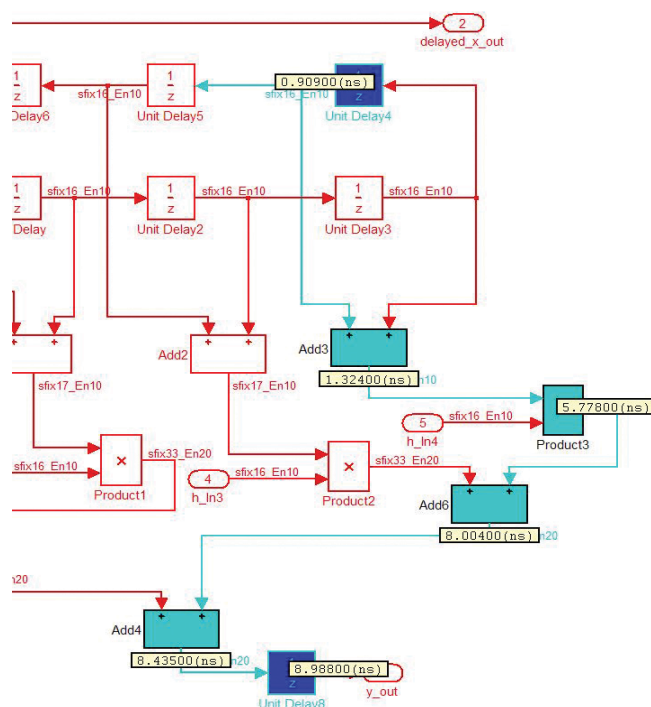 2
delayed_x_out
1
z
1
z
0.90900(ns)
z
sfix16_En10
sfix16_En10
Delay6
Unit Delay5
Unit Delay4
1
z
sfix16_En10
1
z
sfix16_En10
1
z
sfix16_En10
Delay
Unit Delay2
Unit Delay3
+ +
+ +
+ +
Add2
Add3
sfix17_En10
sfix17_En10
1.32400(ns)
n10
5
sfix16_En10
5.77800(ns)
h_In4
Product3
×
sfix33_En20
×
sfix33_En20
sfix16_En10
4
sfix16_En10
Product1
h_In3
Product2
+ +
Add6
8.00400(ns)
n20
n20
+ +
Add4
8.43500(ns)
n20
8.98800(ns)
z
y_out
Unit Delay8